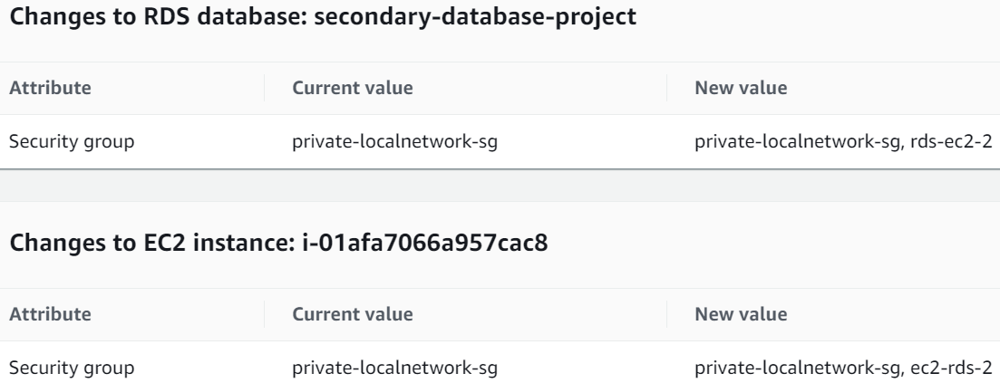 Changes to RDS database: secondary-database-project
Attribute Current value New value
Security group private-localnetwork-sg private-localnetwork-sg, rds-ec2-2
Changes to EC2 instance: i-01afa7066a957cac8
Attribute Current value New value
Security group private-localnetwork-sg private-localnetwork-sg, ec2-rds-2